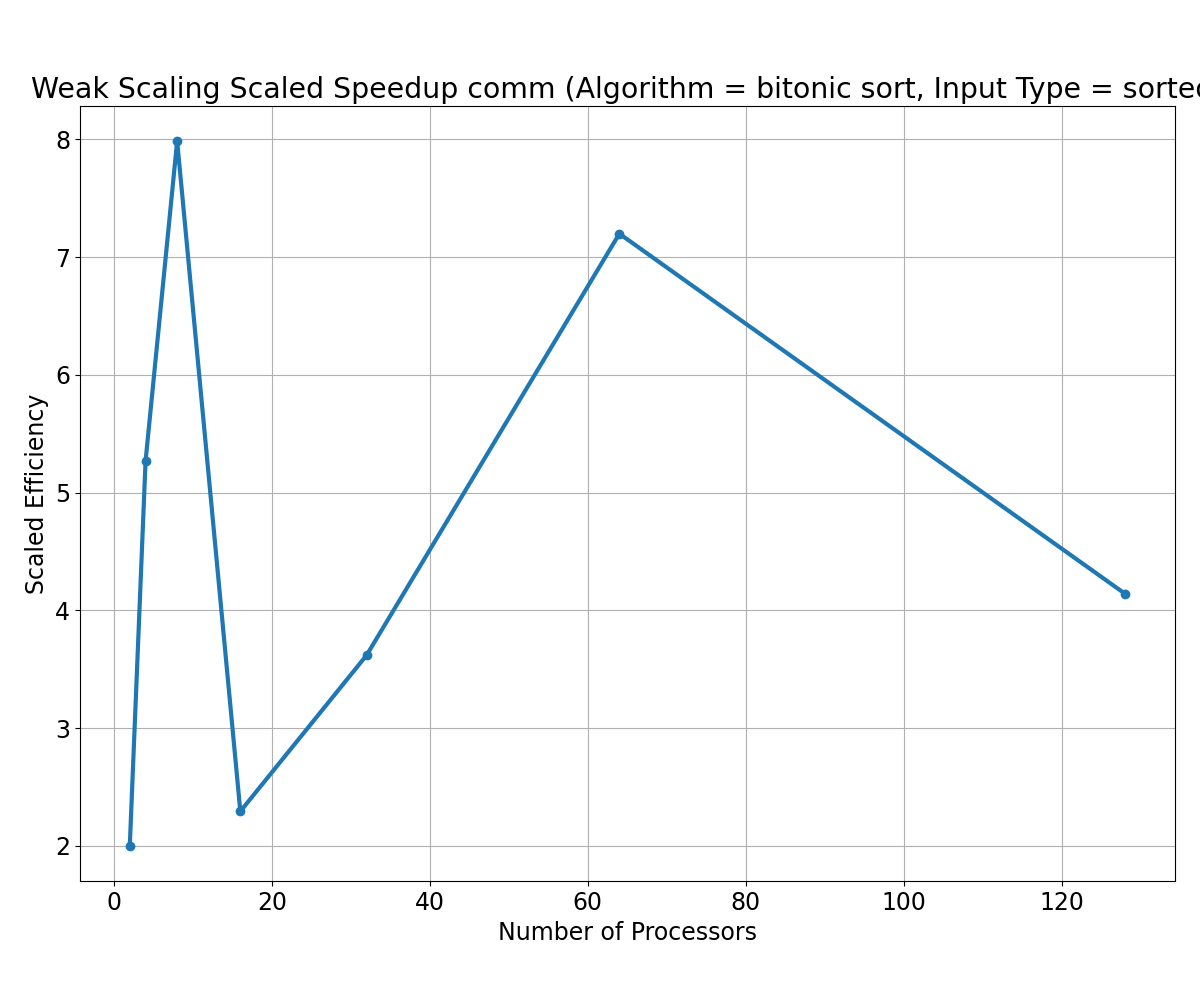 Weak Scaling Scaled Speedup comm (Algorithm = bitonic sort, Input Type = sorted
8
7
6
5
4
3
2
Scaled Efficiency
0 20 40 60 80 100 120
Number of Processors